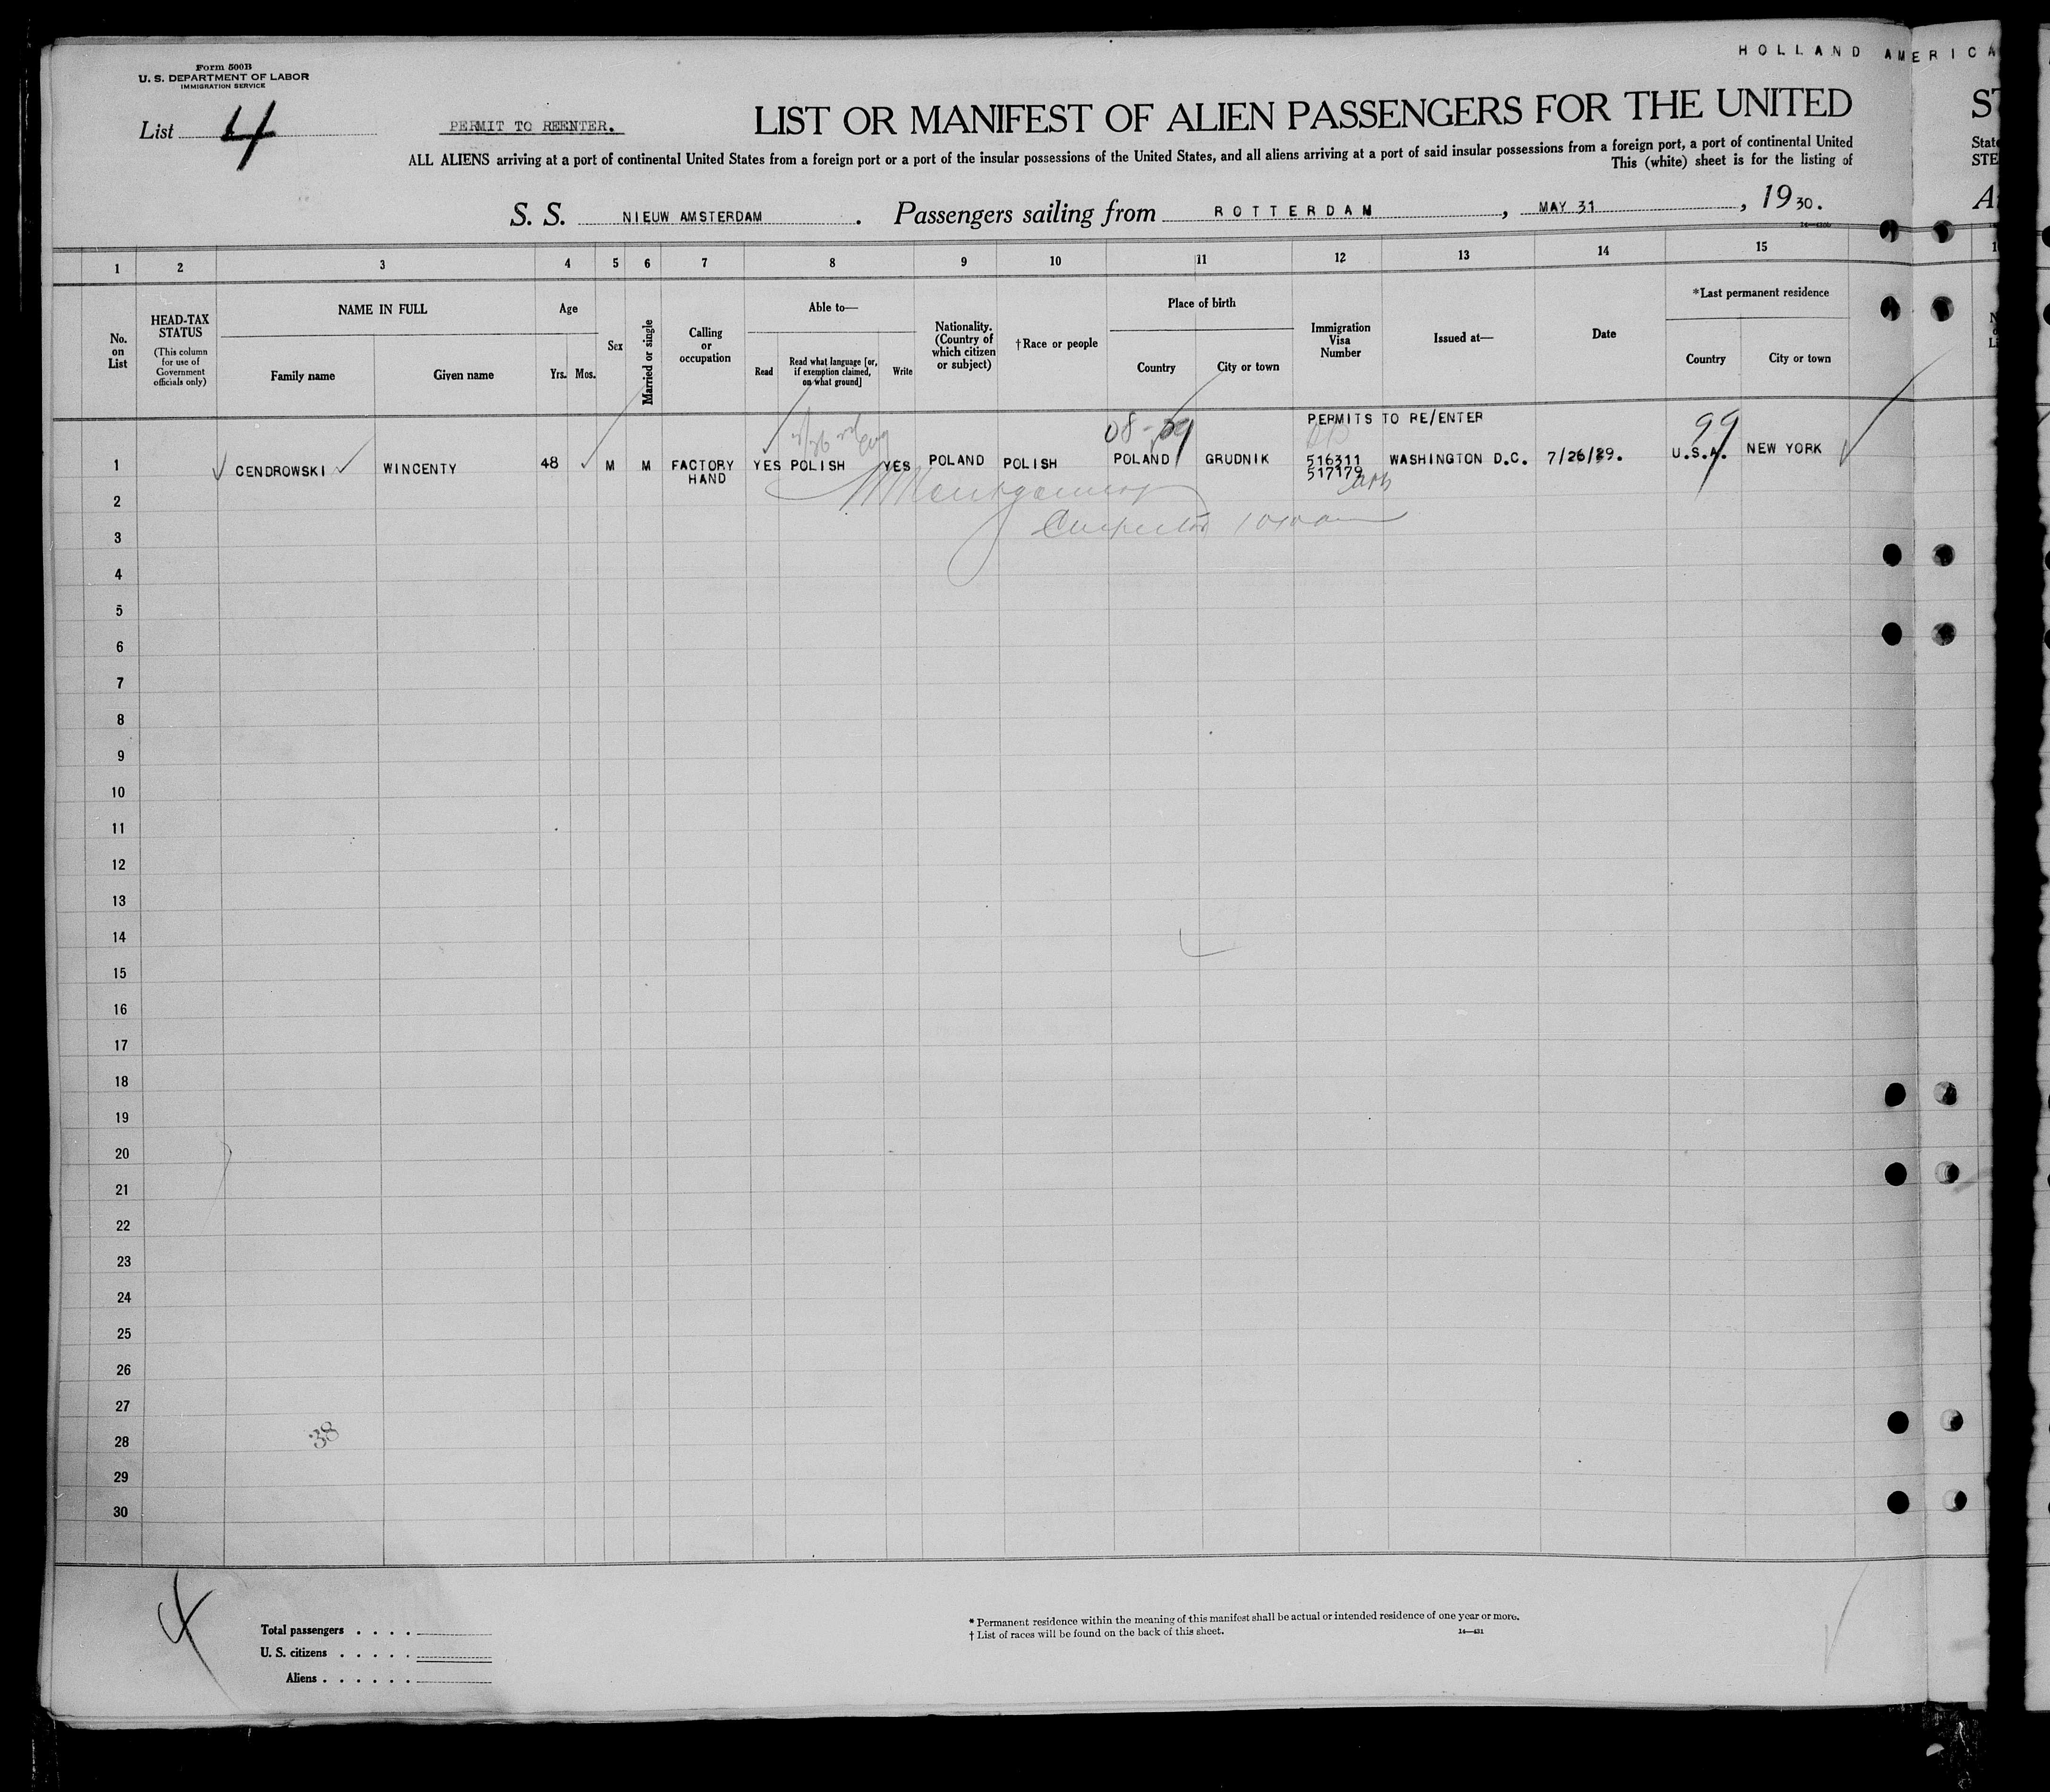 HOLLAND AMERICA
Form 500B
U. S. DEPARTMENT OF LABOR
IMMIGRATION SERVICE
List 4
PERMIT TO REENTER.
LIST OR MANIFEST OF ALIEN PASSENGERS FOR THE UNITED
ST
ALL ALIENS arriving at a port of continental United States from a foreign port or a port of the insular possessions of the United States, and all aliens arriving at a port of said insular possessions from a foreign port, a port of continental United
State
This (white) sheet is for the listing of
STE
S. S. NIEUW AMSTERDAM. Passengers sailing from ROTTERDAM, MAY 31, 1930.
1 2 3 4 5 6 7 8 9 10 11 12 13 14 15
No. on List
HEAD-TAX STATUS
(This column for use of Government officials only)
NAME IN FULL
Family name
Given name
Age
Yrs. Mos.
Sex
Married or single
Calling or occupation
Able to—
Read
Read what language [or, if exemption claimed, on what ground]
Write
Nationality. (Country of which citizen or subject)
†Race or people
Place of birth
Country
City or town
Immigration Visa Number
Issued at—
Date
*Last permanent residence
Country
City or town
PERMITS TO RE/ENTER
99
1 CENDROWSKI WINCENTY 48 M M FACTORY HAND YES POLISH YES POLAND POLISH POLAND GRUDNIK 516311 WASHINGTON D.C. 7/26/29. U.S.A. NEW YORK
517179
Montgomery
2
3
4
5
6
7
8
9
10
11
12
13
14
15
16
17
18
19
20
21
22
23
24
25
26
27
28
38
29
30
4
Total passengers . . . .
U. S. citizens . . . . .
Aliens . . . . . .
* Permanent residence within the meaning of this manifest shall be actual or intended residence of one year or more.
† List of races will be found on the back of this sheet.
14—431